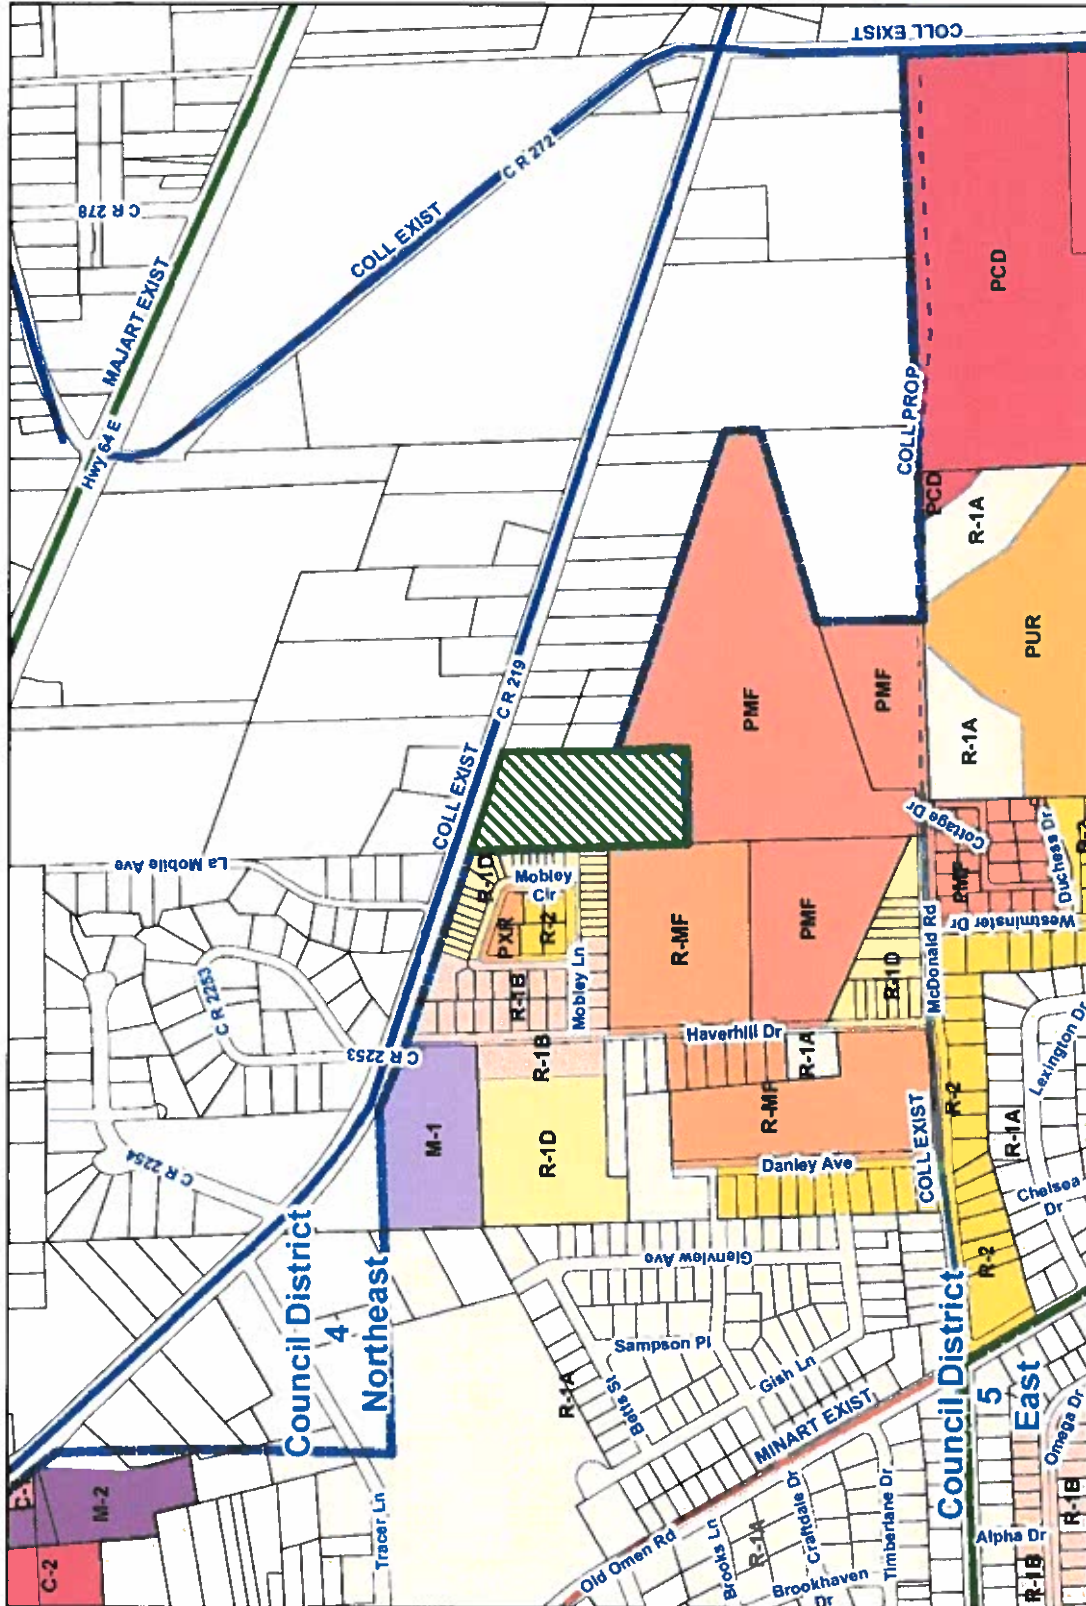 COLL EXIST
C R 278
MAJART EXIST
Hwy 64 E
COLL EXIST
C R 272
PCD
COLL PROP
PCD
R-1A
PUR
R-1A
PMF
PMF
C R 219
COLL EXIST
La Mobile Ave
C R 2253
C R 2253
C R 2254
R-1D
Mobley
Cir
PXR
R-2
R-1B
Mobley Ln
R-MF
PMF
R-1D
Cottage Dr
PMF
Duchess Dr
Westminster Dr
R-2
McDonald Rd
Haverhill Dr
R-1B
R-1A
R-MF
M-1
R-1D
Danley Ave
COLL EXIST
R-2
R-1A
Lexington Dr
Chelsea
Dr
R-2
Council District
4
Northeast
Glenview Ave
Sampson Pl
Gish Ln
Betts St
R-1A
MINART EXIST
Council District
5
East
Omega Dr
R-1B
Alpha Dr
R-1B
M-2
C-2
Tracer Ln
Old Omen Rd
Brooks Ln
R-1A
Craftdale Dr
Timberlane Dr
Brookhaven
Dr